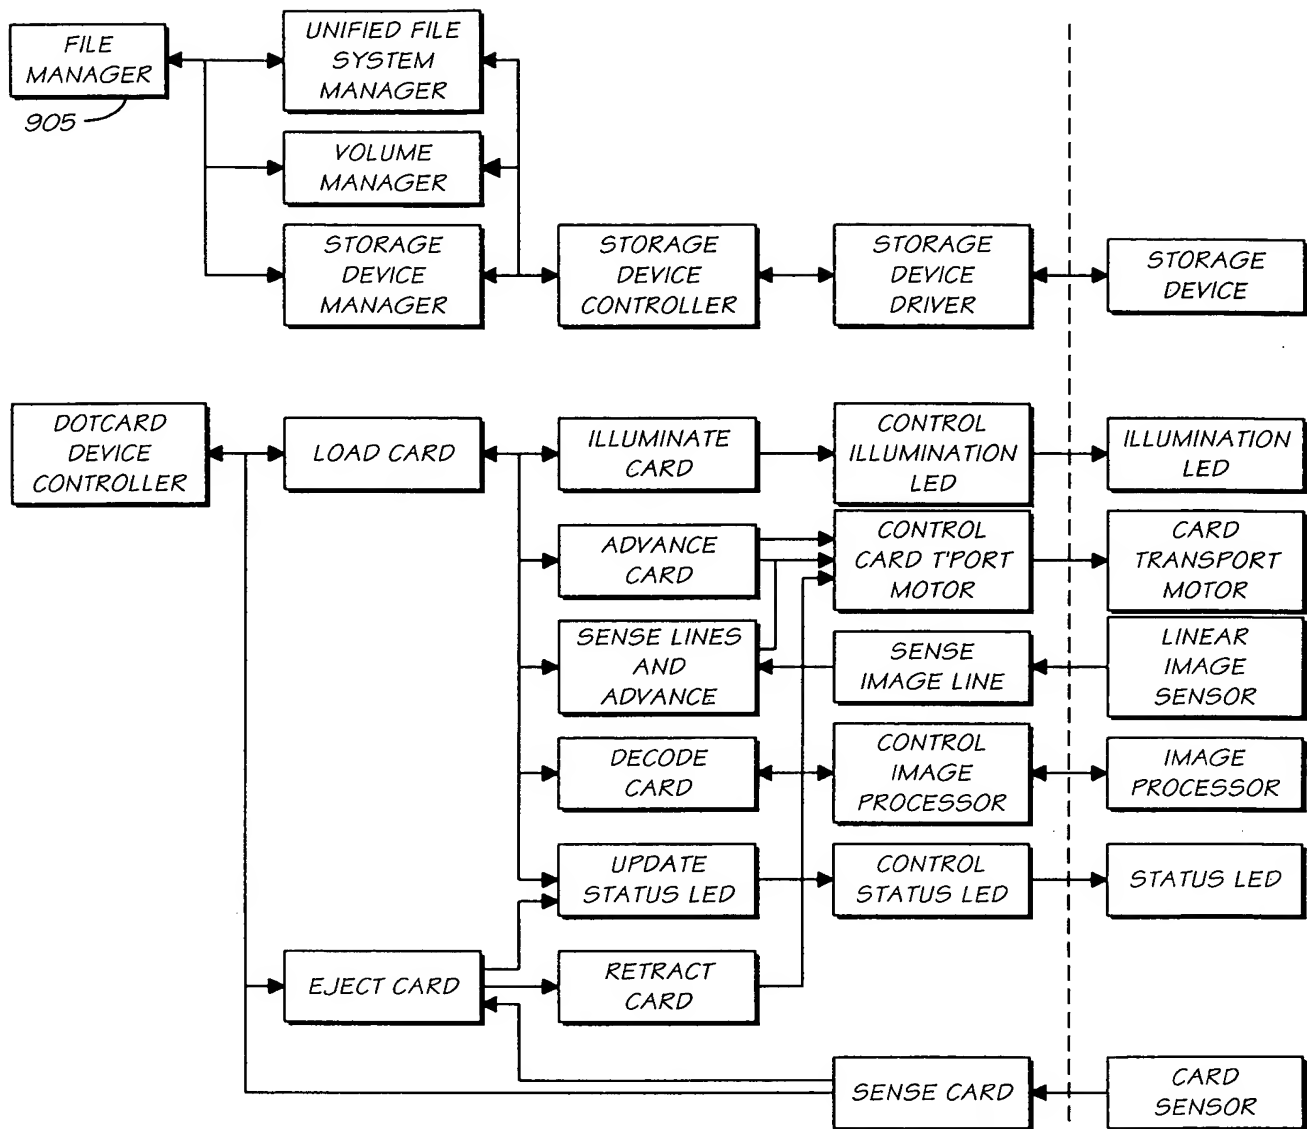 FILE
MANAGER
905
UNIFIED FILE
SYSTEM
MANAGER
VOLUME
MANAGER
STORAGE
DEVICE
MANAGER
STORAGE
DEVICE
CONTROLLER
STORAGE
DEVICE
DRIVER
STORAGE
DEVICE
DOTCARD
DEVICE
CONTROLLER
LOAD CARD
ILLUMINATE
CARD
CONTROL
ILLUMINATION
LED
ILLUMINATION
LED
ADVANCE
CARD
CONTROL
CARD T'PORT
MOTOR
CARD
TRANSPORT
MOTOR
SENSE LINES
AND
ADVANCE
SENSE
IMAGE LINE
LINEAR
IMAGE
SENSOR
DECODE
CARD
CONTROL
IMAGE
PROCESSOR
IMAGE
PROCESSOR
UPDATE
STATUS LED
CONTROL
STATUS LED
STATUS LED
EJECT CARD
RETRACT
CARD
SENSE CARD
CARD
SENSOR